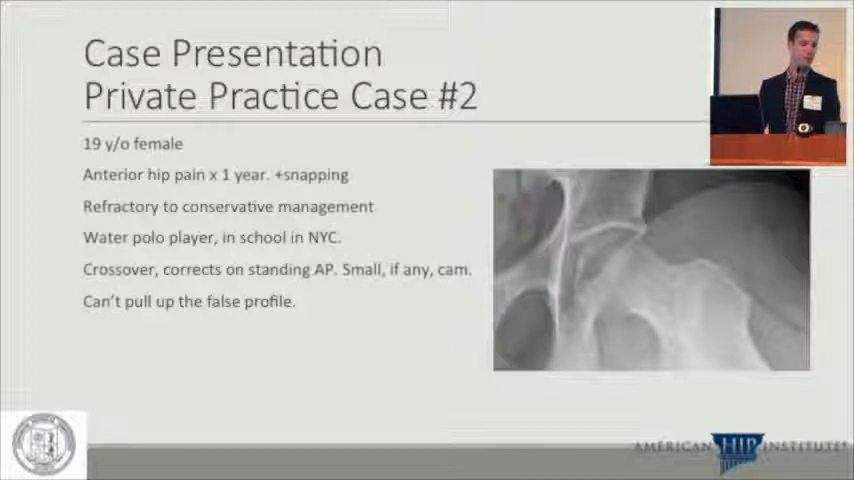 Case Presentation
Private Practice Case #2
19 y/o female
Anterior hip pain x 1 year. +snapping
Refractory to conservative management
Water polo player, in school in NYC.
Crossover, corrects on standing AP. Small, if any, cam.
Can't pull up the false profile.
AMERICAN HIP INSTITUTE